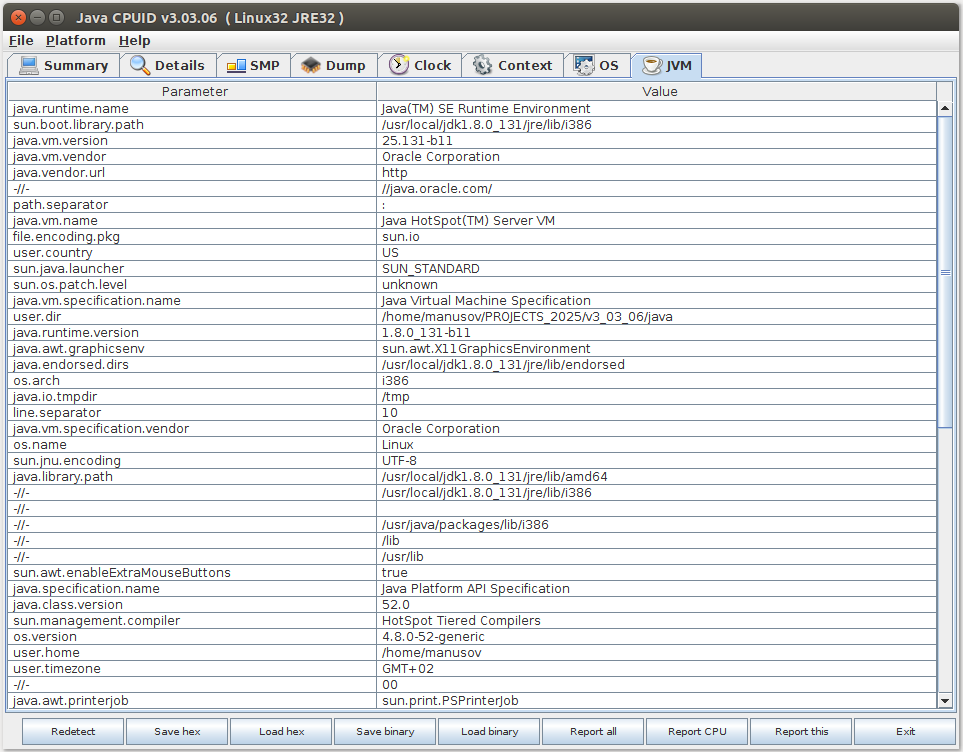 Java CPUID v3.03.06 ( Linux32 JRE32 )
File Platform Help
Summary Details SMP Dump Clock Context OS JVM
Parameter Value
java.runtime.name Java(TM) SE Runtime Environment
sun.boot.library.path /usr/local/jdk1.8.0_131/jre/lib/i386
java.vm.version 25.131-b11
java.vm.vendor Oracle Corporation
java.vendor.url http
-//- //java.oracle.com/
path.separator :
java.vm.name Java HotSpot(TM) Server VM
file.encoding.pkg sun.io
user.country US
sun.java.launcher SUN_STANDARD
sun.os.patch.level unknown
java.vm.specification.name Java Virtual Machine Specification
user.dir /home/manusov/PROJECTS_2025/v3_03_06/java
java.runtime.version 1.8.0_131-b11
java.awt.graphicsenv sun.awt.X11GraphicsEnvironment
java.endorsed.dirs /usr/local/jdk1.8.0_131/jre/lib/endorsed
os.arch i386
java.io.tmpdir /tmp
line.separator 10
java.vm.specification.vendor Oracle Corporation
os.name Linux
sun.jnu.encoding UTF-8
java.library.path /usr/local/jdk1.8.0_131/jre/lib/amd64
-//- /usr/local/jdk1.8.0_131/jre/lib/i386
-//-
-//- /usr/java/packages/lib/i386
-//- /lib
-//- /usr/lib
sun.awt.enableExtraMouseButtons true
java.specification.name Java Platform API Specification
java.class.version 52.0
sun.management.compiler HotSpot Tiered Compilers
os.version 4.8.0-52-generic
user.home /home/manusov
user.timezone GMT+02
-//- 00
java.awt.printerjob sun.print.PSPrinterJob
Redetect Save hex Load hex Save binary Load binary Report all Report CPU Report this Exit